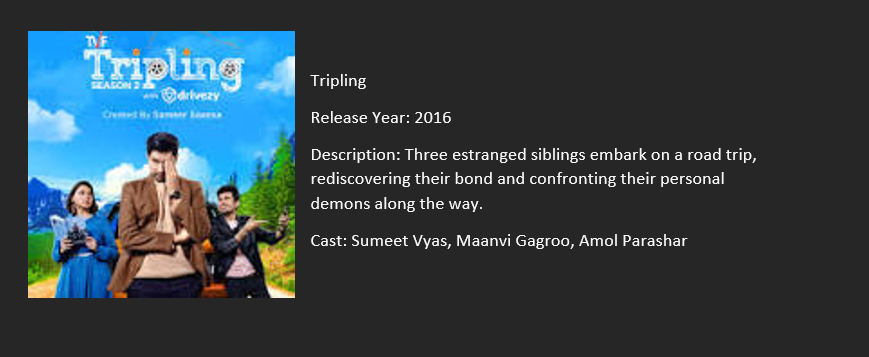 TVF
Tripling
SEASON 2
with drivezy
Created By Sameer Saxena
Tripling
Release Year: 2016
Description: Three estranged siblings embark on a road trip,
rediscovering their bond and confronting their personal
demons along the way.
Cast: Sumeet Vyas, Maanvi Gagroo, Amol Parashar